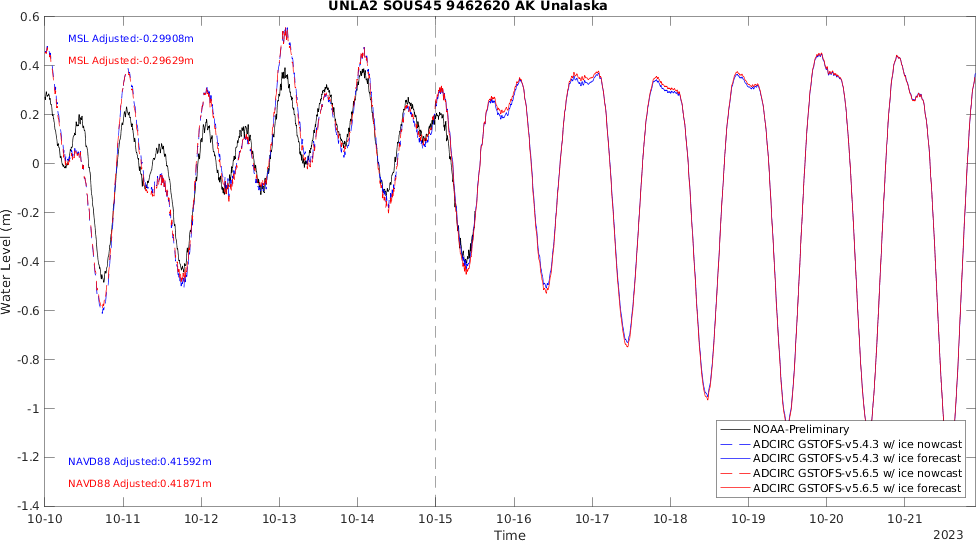 UNLA2 SOUS45 9462620 AK Unalaska
0.6
MSL Adjusted:-0.29908m
MSL Adjusted:-0.29629m
0.4
0.2
0
-0.2
-0.4
-0.6
-0.8
-1
-1.2
-1.4
Water Level (m)
NAVD88 Adjusted:0.41592m
NAVD88 Adjusted:0.41871m
NOAA-Preliminary
ADCIRC GSTOFS-v5.4.3 w/ ice nowcast
ADCIRC GSTOFS-v5.4.3 w/ ice forecast
ADCIRC GSTOFS-v5.6.5 w/ ice nowcast
ADCIRC GSTOFS-v5.6.5 w/ ice forecast
10-10 10-11 10-12 10-13 10-14 10-15 10-16 10-17 10-18 10-19 10-20 10-21
Time
2023